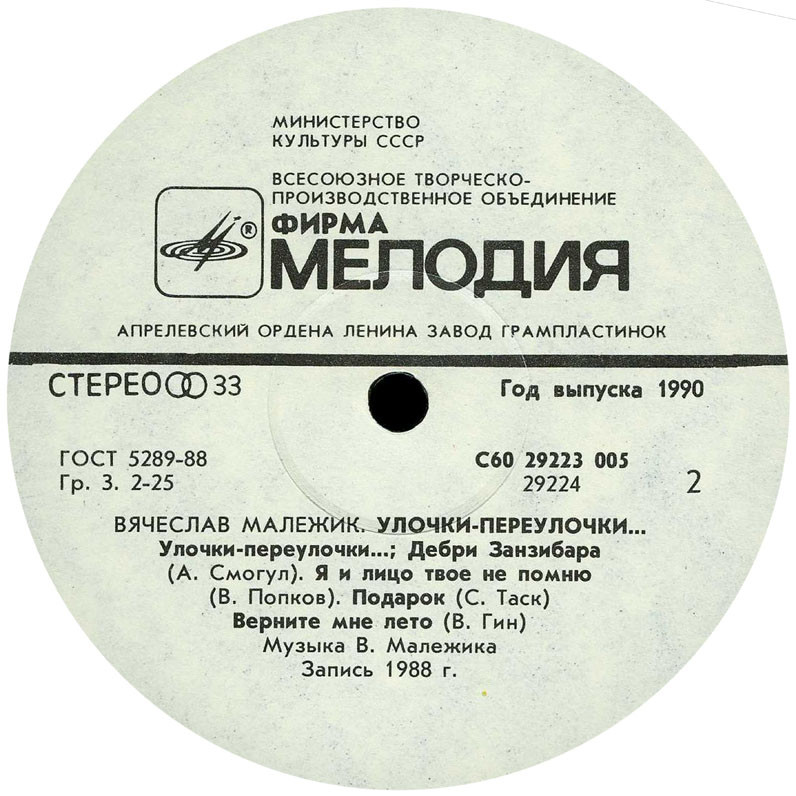 МИНИСТЕРСТВО
КУЛЬТУРЫ СССР
ВСЕСОЮЗНОЕ ТВОРЧЕСКО-
ПРОИЗВОДСТВЕННОЕ ОБЪЕДИНЕНИЕ
ФИРМА
®
МЕЛОДИЯ
АПРЕЛЕВСКИЙ ОРДЕНА ЛЕНИНА ЗАВОД ГРАМПЛАСТИНОК
СТЕРЕО 33
Год выпуска 1990
ГОСТ 5289-88
С60 29223 005
Гр. 3. 2-25
29224
2
ВЯЧЕСЛАВ МАЛЕЖИК. УЛОЧКИ-ПЕРЕУЛОЧКИ...
Улочки-переулочки...; Дебри Занзибара
(А. Смогул). Я и лицо твое не помню
(В. Попков). Подарок (С. Таск)
Верните мне лето (В. Гин)
Музыка В. Малежика
Запись 1988 г.